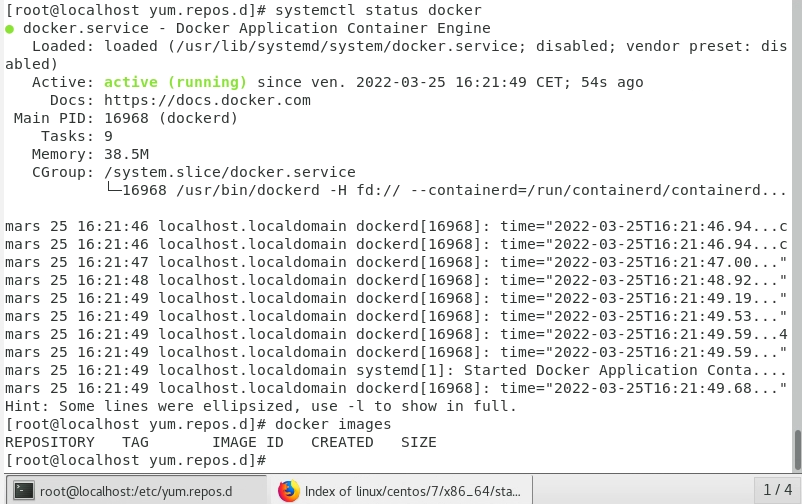 [root@localhost yum.repos.d]# systemctl status docker
● docker.service - Docker Application Container Engine
   Loaded: loaded (/usr/lib/systemd/system/docker.service; disabled; vendor preset: dis
abled)
   Active: active (running) since ven. 2022-03-25 16:21:49 CET; 54s ago
     Docs: https://docs.docker.com
 Main PID: 16968 (dockerd)
    Tasks: 9
   Memory: 38.5M
   CGroup: /system.slice/docker.service
           └─16968 /usr/bin/dockerd -H fd:// --containerd=/run/containerd/containerd...

mars 25 16:21:46 localhost.localdomain dockerd[16968]: time="2022-03-25T16:21:46.94...c
mars 25 16:21:46 localhost.localdomain dockerd[16968]: time="2022-03-25T16:21:46.94...c
mars 25 16:21:47 localhost.localdomain dockerd[16968]: time="2022-03-25T16:21:47.00..."
mars 25 16:21:48 localhost.localdomain dockerd[16968]: time="2022-03-25T16:21:48.92..."
mars 25 16:21:49 localhost.localdomain dockerd[16968]: time="2022-03-25T16:21:49.19..."
mars 25 16:21:49 localhost.localdomain dockerd[16968]: time="2022-03-25T16:21:49.53..."
mars 25 16:21:49 localhost.localdomain dockerd[16968]: time="2022-03-25T16:21:49.59...4
mars 25 16:21:49 localhost.localdomain dockerd[16968]: time="2022-03-25T16:21:49.59..."
mars 25 16:21:49 localhost.localdomain systemd[1]: Started Docker Application Conta....
mars 25 16:21:49 localhost.localdomain dockerd[16968]: time="2022-03-25T16:21:49.68..."
Hint: Some lines were ellipsized, use -l to show in full.
[root@localhost yum.repos.d]# docker images
REPOSITORY   TAG       IMAGE ID   CREATED   SIZE
[root@localhost yum.repos.d]#
root@localhost:/etc/yum.repos.d   Index of linux/centos/7/x86_64/sta...   1 / 4